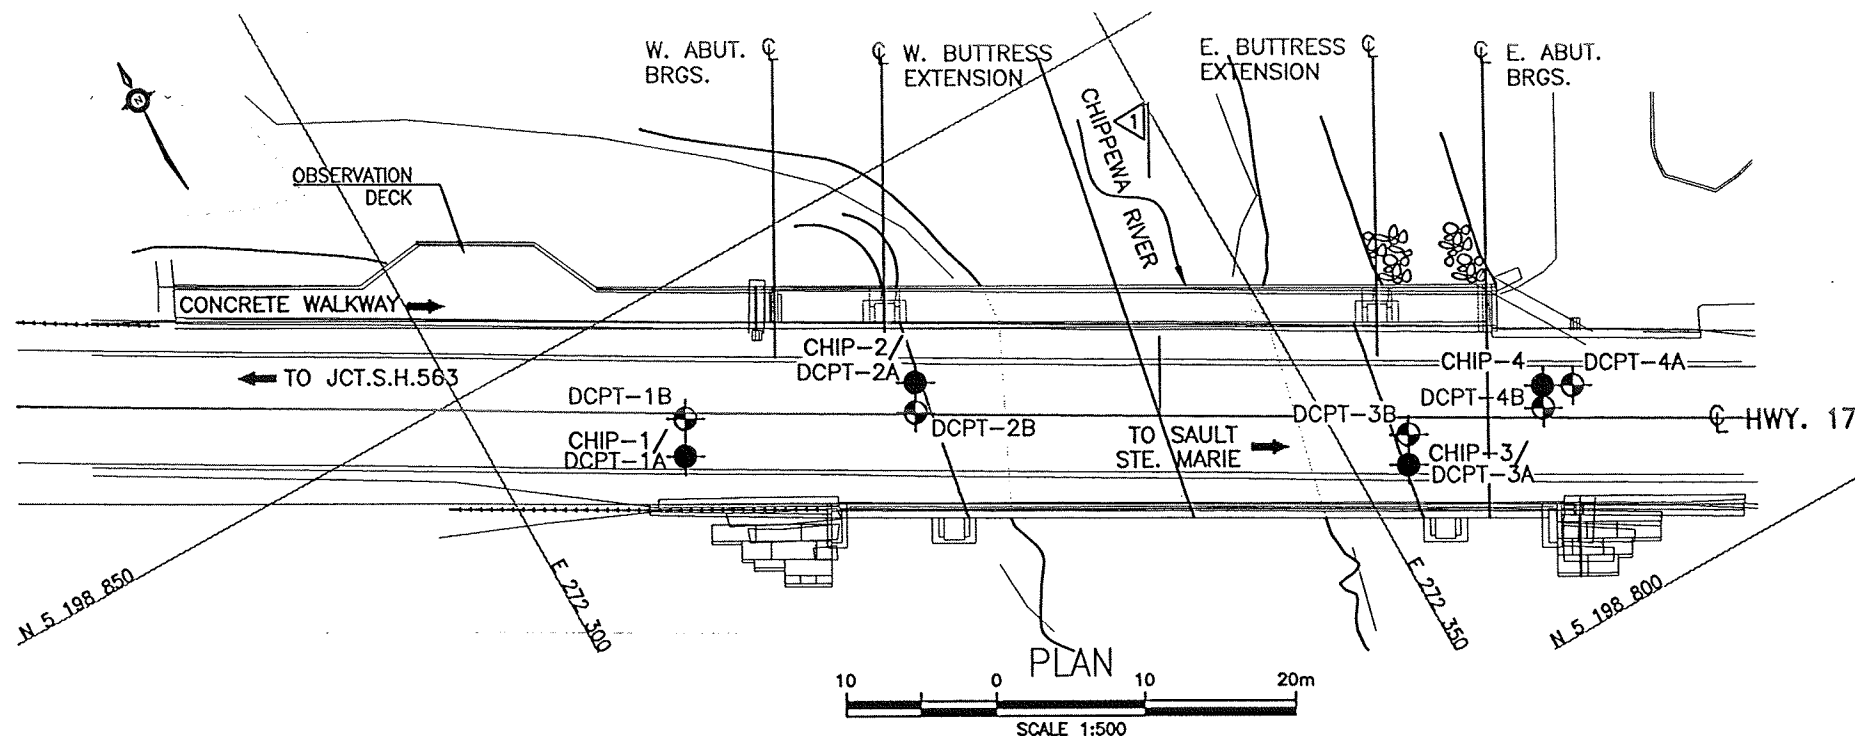 W. ABUT. ℄
BRGS.
℄ W. BUTTRESS
EXTENSION
E. BUTTRESS ℄
EXTENSION
℄ E. ABUT.
BRGS.
N
1
CHIPPEWA RIVER
OBSERVATION
DECK
CONCRETE WALKWAY
TO JCT.S.H.563
CHIP-2/
DCPT-2A
CHIP-4
DCPT-4A
DCPT-1B
DCPT-4B
DCPT-2B
DCPT-3B
℄ HWY. 17
CHIP-1/
DCPT-1A
TO SAULT
STE. MARIE
CHIP-3/
DCPT-3A
N 5 198 850
E 272 300
E 272 350
N 5 198 800
PLAN
10 0 10 20m
SCALE 1:500